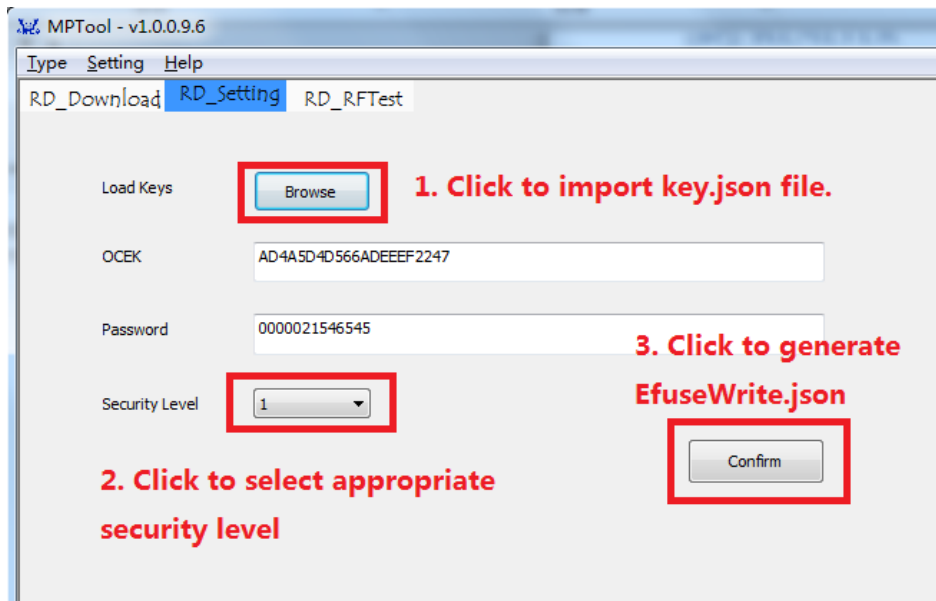 MPTool - v1.0.0.9.6
Type Setting Help
RD_Download RD_Setting RD_RFTest
Load Keys Browse 1. Click to import key.json file.
OCEK AD4A5D4D566ADEEEF2247
Password 0000021546545
3. Click to generate
EfuseWrite.json
Security Level 1
Confirm
2. Click to select appropriate
security level